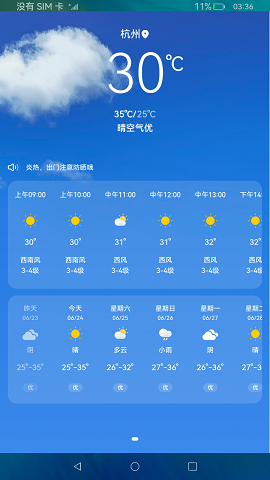 没有 SIM 卡 11% 03:36
杭州
30℃
35℃/25℃
晴空气优
炎热，出门注意防晒哦
上午09:00 上午10:00 中午11:00 中午12:00 中午13:00 下午14:
30° 30° 31° 31° 32° 32°
西南风 西南风 西风 西风 西风 西风
3-4级 3-4级 3-4级 3-4级 3-4级 3-4级
昨天 今天 星期六 星期日 星期一 星期二
06/23 06/24 06/25 06/26 06/27 06/28
阴 晴 多云 小雨 阴 晴
25°-35° 25°-35° 26°-32° 27°-36° 26°-36° 27°-3
优 优 优 优 优 优